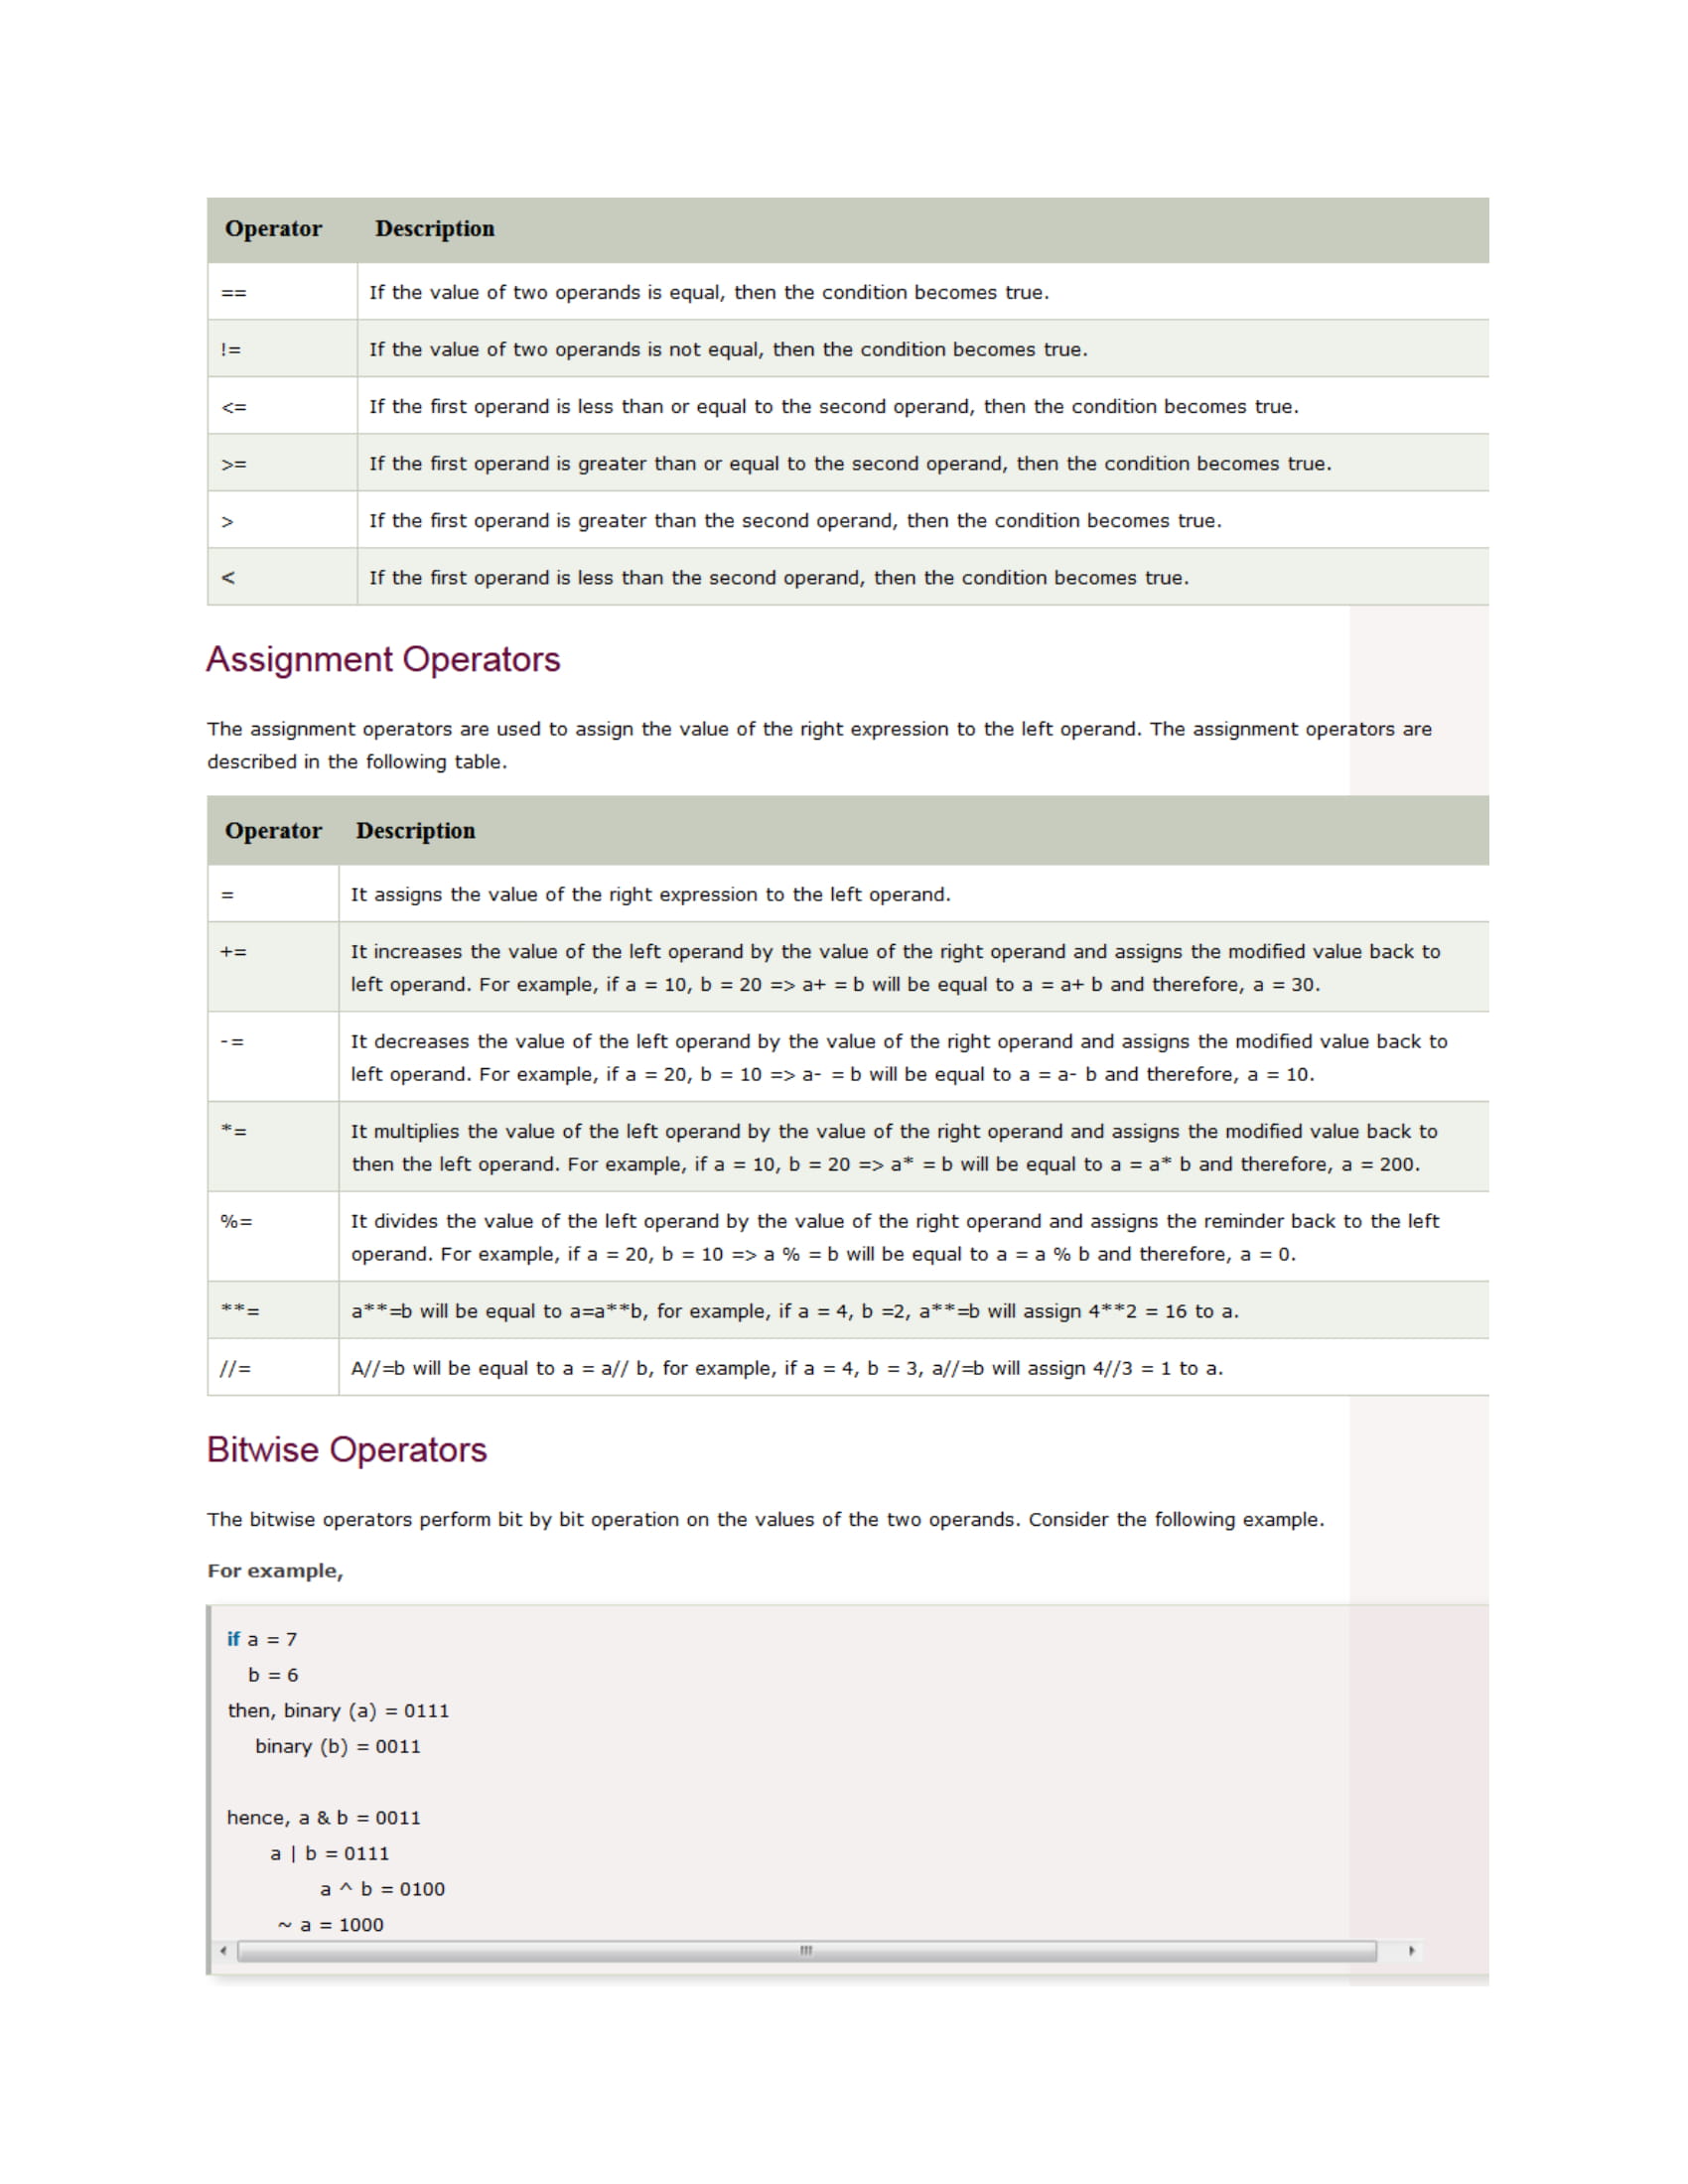 Operator Description
== If the value of two operands is equal, then the condition becomes true.
!= If the value of two operands is not equal, then the condition becomes true.
<= If the first operand is less than or equal to the second operand, then the condition becomes true.
>= If the first operand is greater than or equal to the second operand, then the condition becomes true.
> If the first operand is greater than the second operand, then the condition becomes true.
< If the first operand is less than the second operand, then the condition becomes true.
Assignment Operators
The assignment operators are used to assign the value of the right expression to the left operand. The assignment operators are
described in the following table.
Operator Description
= It assigns the value of the right expression to the left operand.
+= It increases the value of the left operand by the value of the right operand and assigns the modified value back to
left operand. For example, if a = 10, b = 20 => a+ = b will be equal to a = a+ b and therefore, a = 30.
-= It decreases the value of the left operand by the value of the right operand and assigns the modified value back to
left operand. For example, if a = 20, b = 10 => a- = b will be equal to a = a- b and therefore, a = 10.
*= It multiplies the value of the left operand by the value of the right operand and assigns the modified value back to
then the left operand. For example, if a = 10, b = 20 => a* = b will be equal to a = a* b and therefore, a = 200.
%= It divides the value of the left operand by the value of the right operand and assigns the reminder back to the left
operand. For example, if a = 20, b = 10 => a % = b will be equal to a = a % b and therefore, a = 0.
**= a**=b will be equal to a=a**b, for example, if a = 4, b =2, a**=b will assign 4**2 = 16 to a.
//= A//=b will be equal to a = a// b, for example, if a = 4, b = 3, a//=b will assign 4//3 = 1 to a.
Bitwise Operators
The bitwise operators perform bit by bit operation on the values of the two operands. Consider the following example.
For example,
if a = 7
b = 6
then, binary (a) = 0111
binary (b) = 0011
hence, a & b = 0011
a | b = 0111
a ^ b = 0100
~ a = 1000